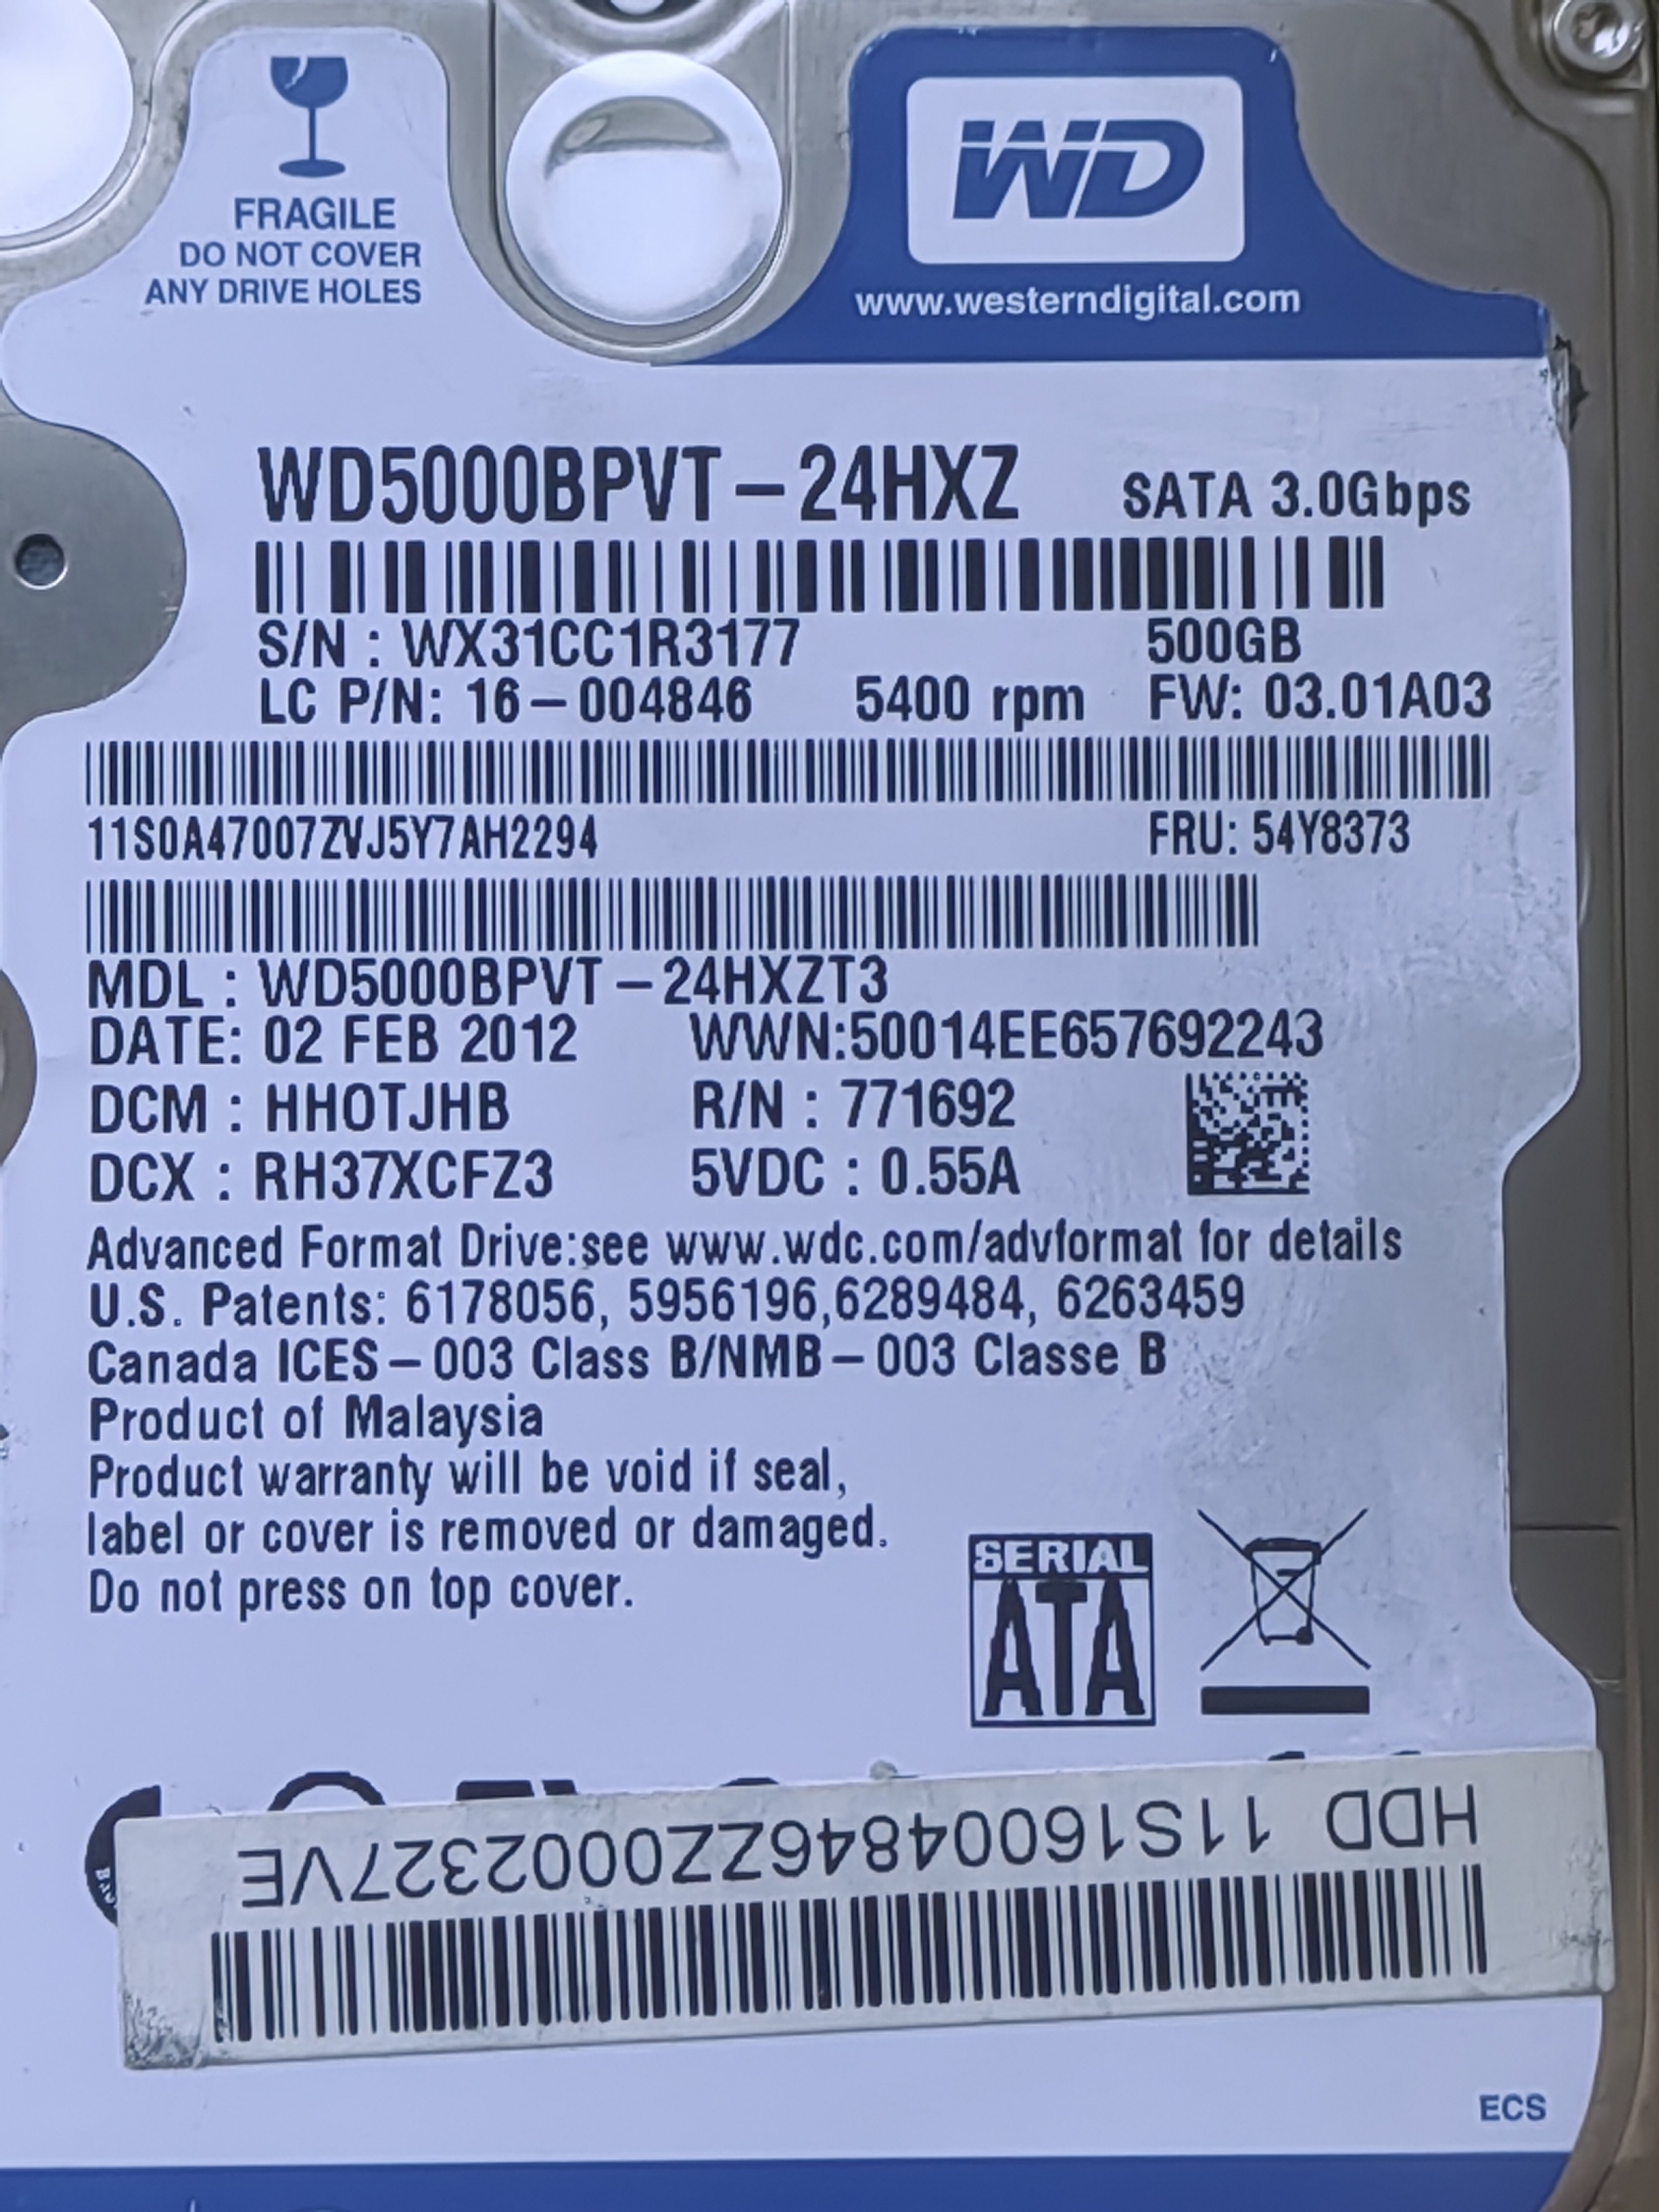 FRAGILE
DO NOT COVER
ANY DRIVE HOLES
WD
www.westerndigital.com
WD5000BPVT-24HXZ SATA 3.0Gbps
S/N : WX31CC1R3177 500GB
LC P/N: 16-004846 5400 rpm FW: 03.01A03
11S0A47007ZVJ5Y7AH2294 FRU: 54Y8373
MDL : WD5000BPVT-24HXZT3
DATE: 02 FEB 2012 WWN:50014EE657692243
DCM : HHOTJHB R/N : 771692
DCX : RH37XCFZ3 5VDC : 0.55A
Advanced Format Drive:see www.wdc.com/advformat for details
U.S. Patents: 6178056, 5956196,6289484, 6263459
Canada ICES-003 Class B/NMB-003 Classe B
Product of Malaysia
Product warranty will be void if seal,
label or cover is removed or damaged.
Do not press on top cover.
SERIAL
ATA
HDD 11S16004846ZZ0002327VE
ECS